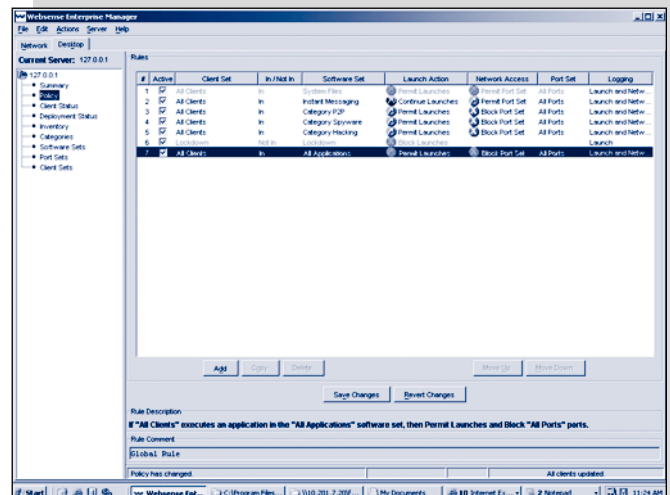 Websense Enterprise Manager
File Edit Actions Server Help
Network Desktop
Current Server: 127.0.0.1
127.0.0.1
Summary
Policy
Client Status
Deployment Status
Inventory
Categories
Software Sets
Port Sets
Client Sets
Rules
# Active Client Set In / Not In Software Set Launch Action Network Access Port Set Logging
1 All Clients In System Files Permit Launches Permit Port Set All Ports Launch and Netw...
2 All Clients In Instant Messaging Continue Launches Permit Port Set All Ports Launch and Netw...
3 All Clients In Category P2P Permit Launches Block Port Set All Ports Launch and Netw...
4 All Clients In Category Spyware Permit Launches Block Port Set All Ports Launch and Netw...
5 All Clients In Category Hacking Permit Launches Block Port Set All Ports Launch and Netw...
6 Lockdown Not In Lockdown Block Launches Launch
7 All Clients In All Applications Permit Launches Block Port Set All Ports Launch and Netw...
Add Copy Delete Move Up Move Down
Save Changes Revert Changes
Rule Description
If "All Clients" executes an application in the "All Applications" software set, then Permit Launches and Block "All Ports" ports.
Rule Comment
Global Rule
Policy has changed. All clients updated
Start Websense Ent... C:\Program Files... My Documents 10 Internet Ex... 2 Notepad 11:24 AM